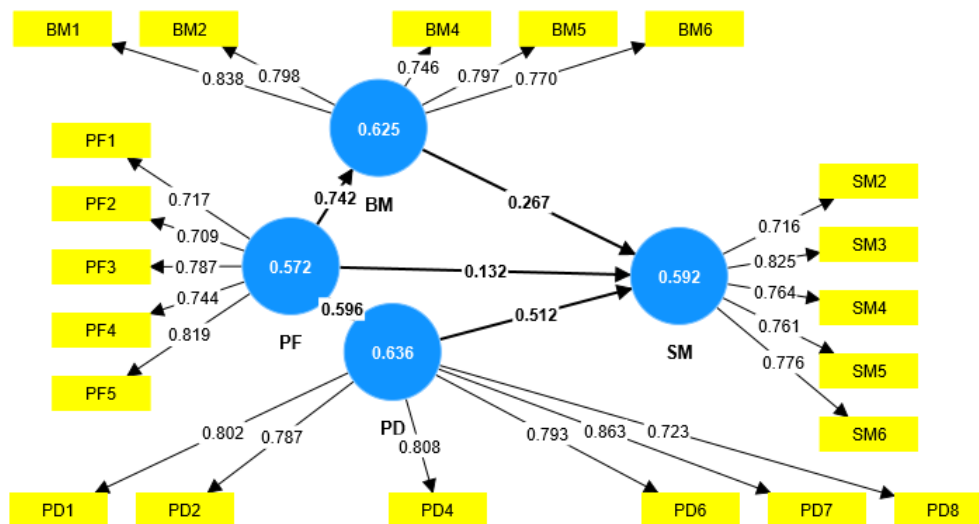 BM1
BM2
BM4
BM5
BM6
0.838
0.798
0.746
0.797
0.770
0.625
BM
PF1
PF2
PF3
PF4
PF5
0.717
0.709
0.787
0.744
0.819
0.572
PF
0.742
0.267
0.132
0.596
0.512
0.636
PD
0.592
SM
SM2
SM3
SM4
SM5
SM6
0.716
0.825
0.764
0.761
0.776
0.802
0.787
0.808
0.793
0.863
0.723
PD1
PD2
PD4
PD6
PD7
PD8